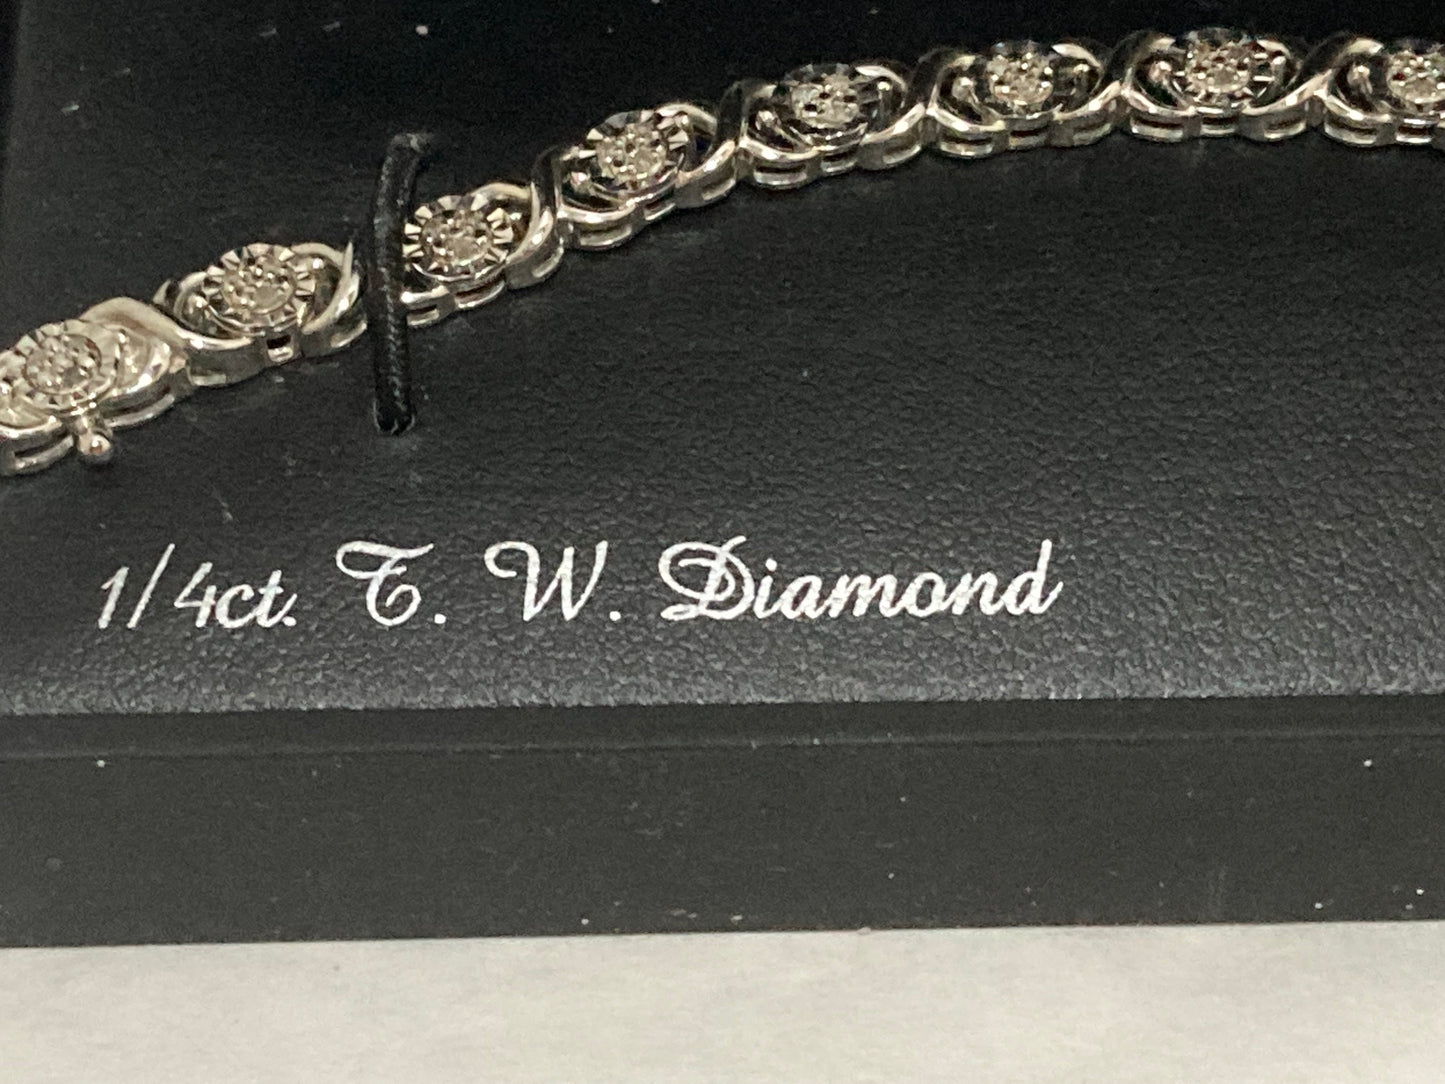 1/4ct. T. W. Diamond